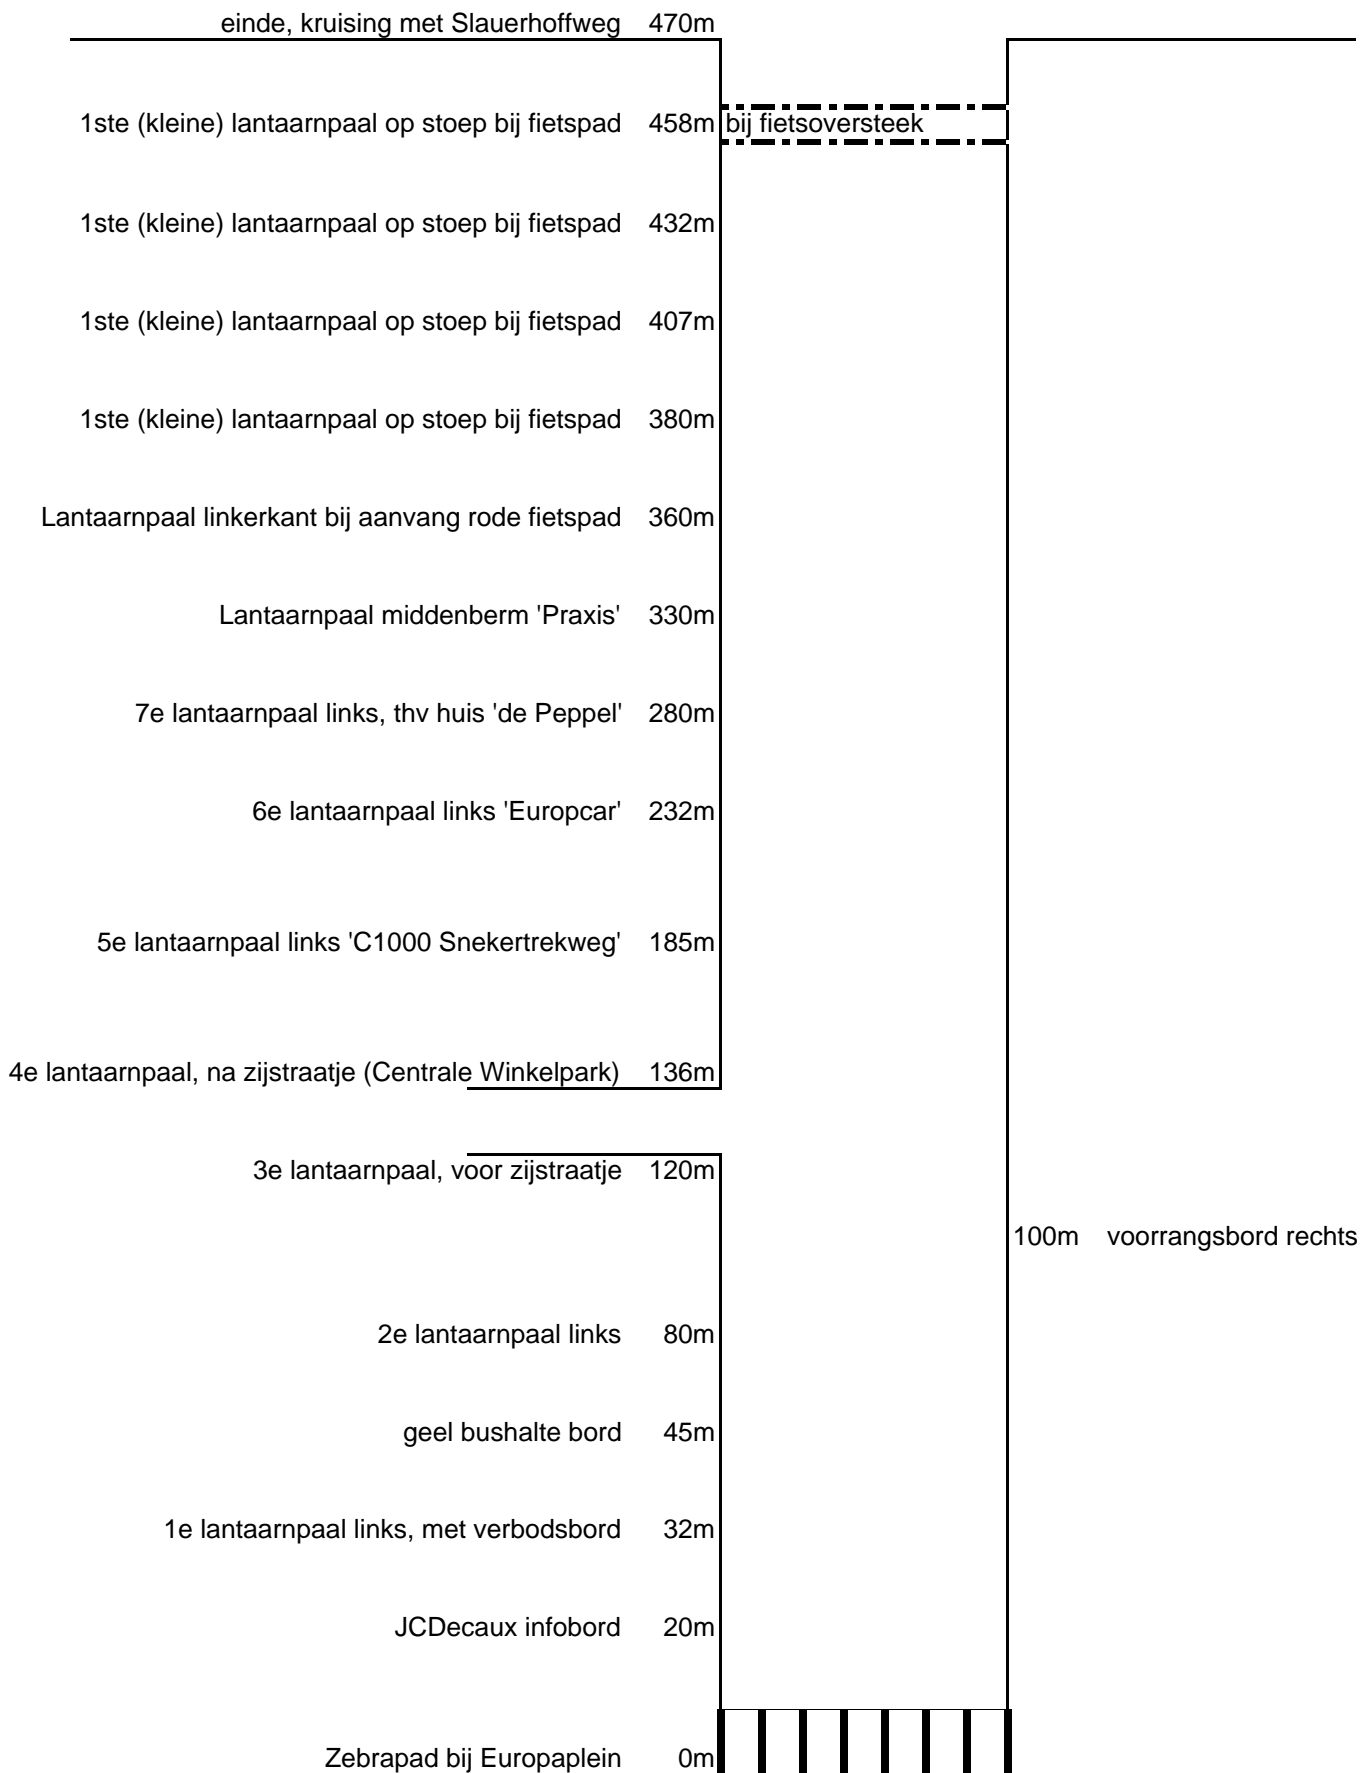 einde, kruising met Slauerhoffweg 470m
1ste (kleine) lantaarnpaal op stoep bij fietspad 458m bij fietsoversteek
1ste (kleine) lantaarnpaal op stoep bij fietspad 432m
1ste (kleine) lantaarnpaal op stoep bij fietspad 407m
1ste (kleine) lantaarnpaal op stoep bij fietspad 380m
Lantaarnpaal linkerkant bij aanvang rode fietspad 360m
Lantaarnpaal middenberm 'Praxis' 330m
7e lantaarnpaal links, thv huis 'de Peppel' 280m
6e lantaarnpaal links 'Europcar' 232m
5e lantaarnpaal links 'C1000 Snekertrekweg' 185m
4e lantaarnpaal, na zijstraatje (Centrale Winkelpark) 136m
3e lantaarnpaal, voor zijstraatje 120m
100m voorrangsbord rechts
2e lantaarnpaal links 80m
geel bushalte bord 45m
1e lantaarnpaal links, met verbodsbord 32m
JCDecaux infobord 20m
Zebrapad bij Europaplein 0m